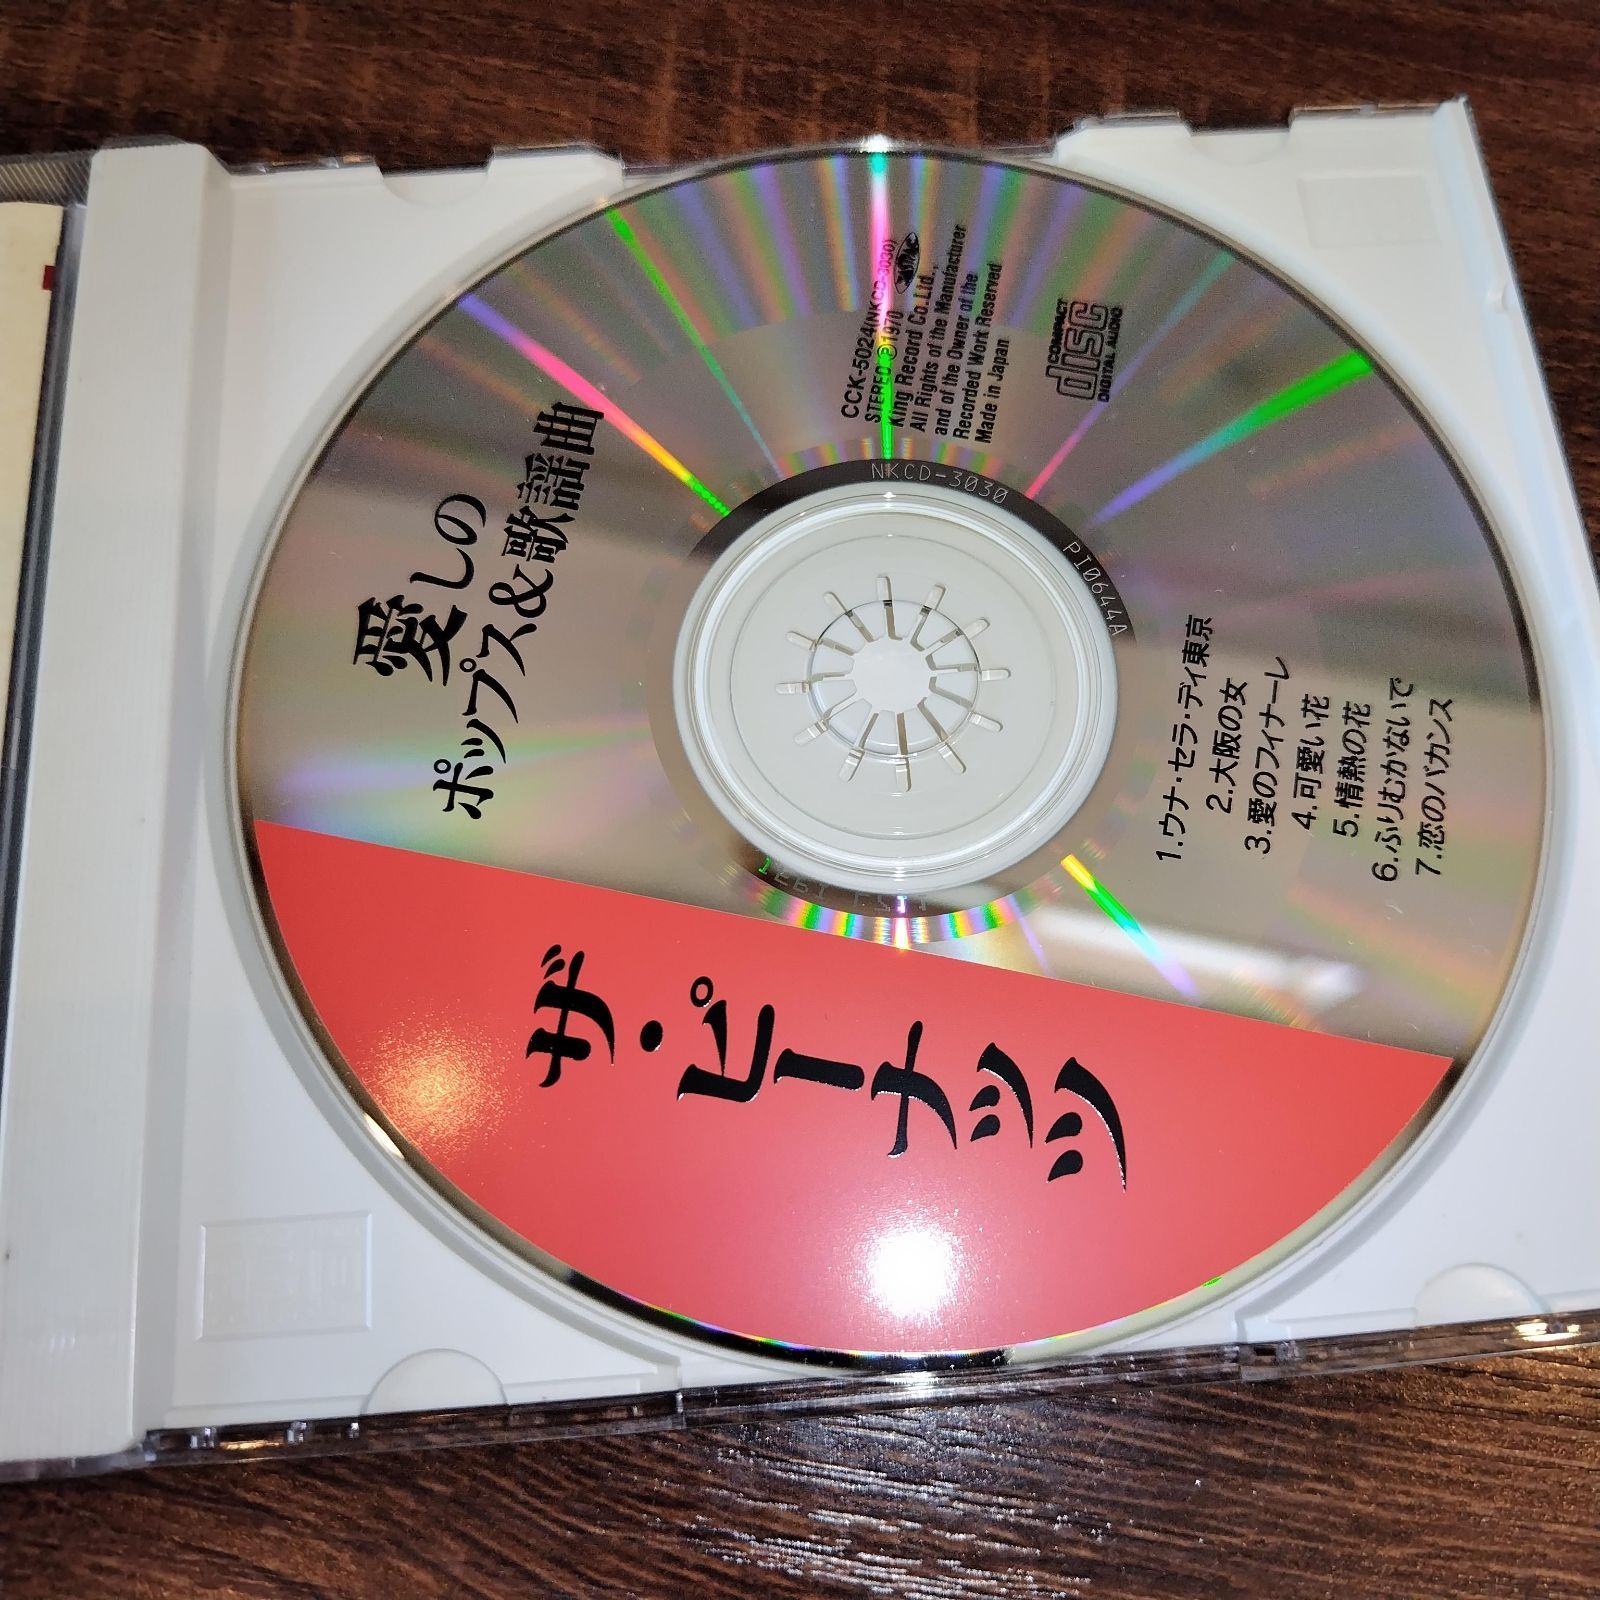 愛しの
ポップス&歌謡曲
CCK-5024(NKCD-3030)
STEREO Ⓟ1970
King Record Co.Ltd.,
All Rights of the Manufacturer
and of the Owner of the
Recorded Work Reserved
Made in Japan
COMPACT
disc
DIGITAL AUDIO
NKCD-3030
PI0644A
1.ウナ・セラ・ディ東京
2.大阪の女
3.愛のフィナーレ
4.可愛い花
5.情熱の花
6.ふりむかないで
7.恋のバカンス
ザ・ピーナッツ